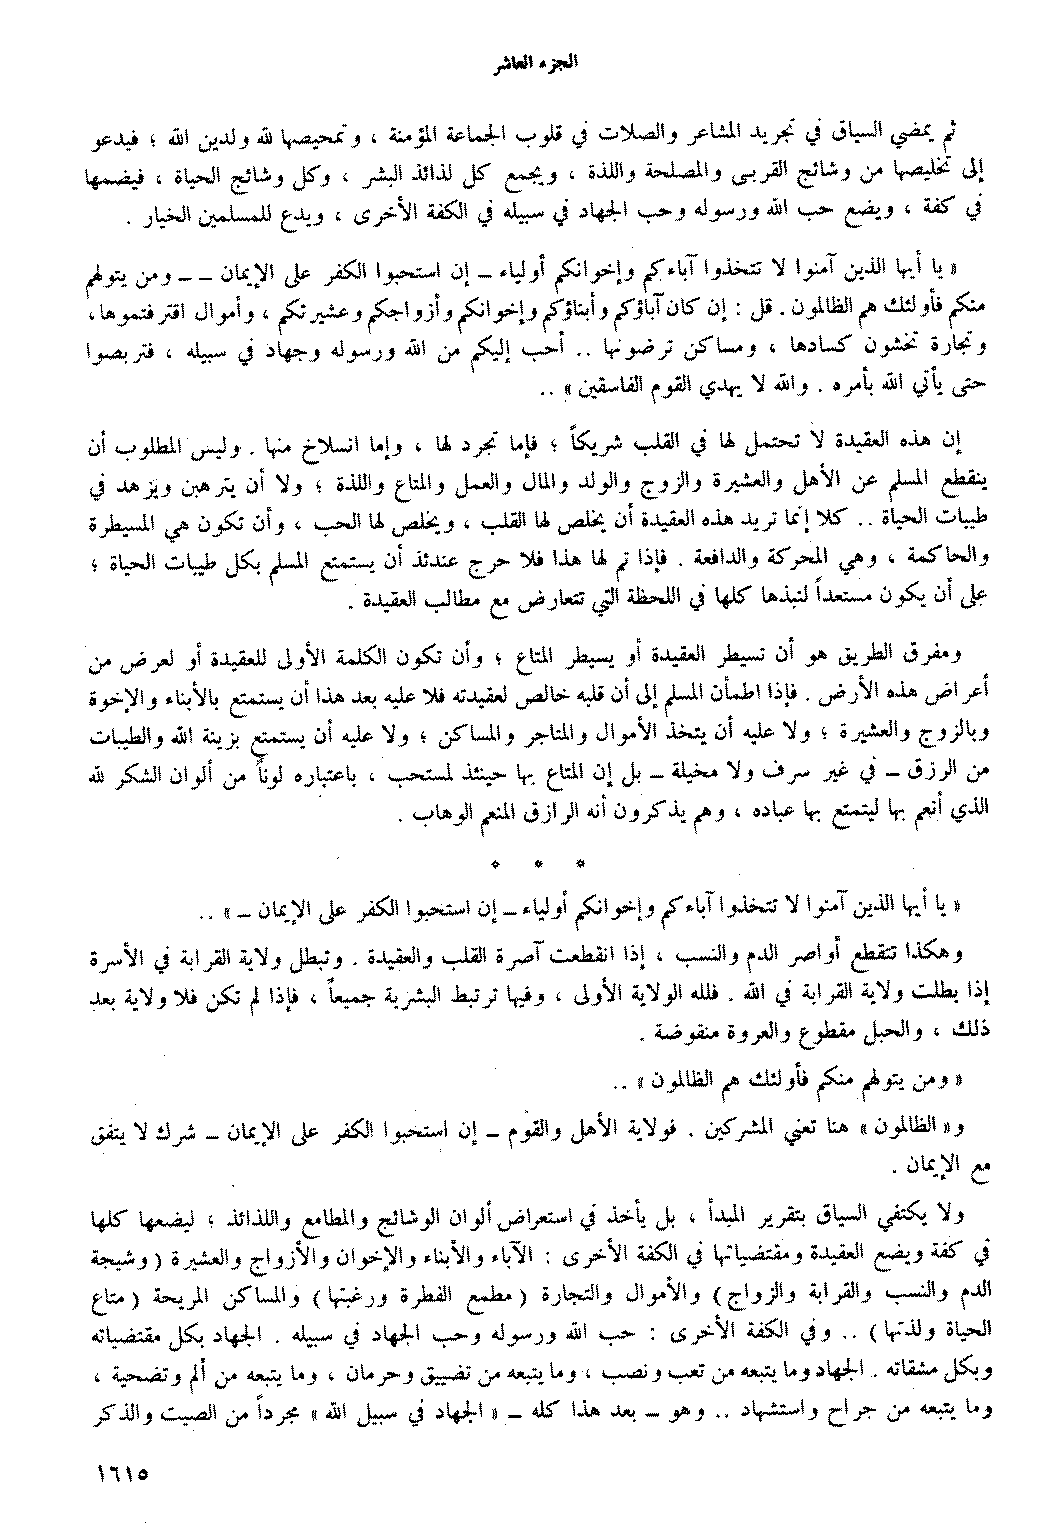 الجزء العاشر
ثم يمضي السياق في تجريد المشاعر والصلات في قلوب الجماعة المؤمنة ، وتمحيصها لله ولدين الله ؛ فيدعو
إلى تخليصها من وشائج القربى والمصلحة واللذة ، ويجمع كل لذائذ البشر ، وكل وشائج الحياة ، فيضمها
في كفة ، ويضع حب الله ورسوله وحب الجهاد في سبيله في الكفة الأخرى ، ويدع للمسلمين الخيار .
« يا أيها الذين آمنوا لا تتخذوا آباءكم وإخوانكم أولياء ــ إن استحبوا الكفر على الإيمان ــ ــ ومن يتولهم
منكم فأولئك هم الظالمون . قل : إن كان آباؤكم وأبناؤكم وإخوانكم وأزواجكم وعشيرتكم ، وأموال اقترفتموها ،
وتجارة تخشون كسادها ، ومساكن ترضونها .. أحب إليكم من الله ورسوله وجهاد في سبيله ، فتربصوا
حتى يأتي الله بأمره . والله لا يهدي القوم الفاسقين » ..
إن هذه العقيدة لا تحتمل لها في القلب شريكاً ؛ فإما تجرد لها ، وإما انسلاخ منها . وليس المطلوب أن
ينقطع المسلم عن الأهل والعشيرة والزوج والولد والمال والعمل والمتاع واللذة ؛ ولا أن يترهبن ويزهد في
طيبات الحياة .. كلا إنما تريد هذه العقيدة أن يخلص لها القلب ، ويخلص لها الحب ، وأن تكون هي المسيطرة
والحاكمة ، وهي المحركة والدافعة . فإذا تم لها هذا فلا حرج عندئذ أن يستمتع المسلم بكل طيبات الحياة ؛
على أن يكون مستعداً لنبذها كلها في اللحظة التي تتعارض مع مطالب العقيدة .
ومفرق الطريق هو أن تسيطر العقيدة أو يسيطر المتاع ؛ وأن تكون الكلمة الأولى للعقيدة أو لعرض من
أعراض هذه الأرض . فإذا اطمأن المسلم إلى أن قلبه خالص لعقيدته فلا عليه بعد هذا أن يستمتع بالأبناء والإخوة
وبالزوج والعشيرة ؛ ولا عليه أن يتخذ الأموال والمتاجر والمساكن ؛ ولا عليه أن يستمتع بزينة الله والطيبات
من الرزق ــ في غير سرف ولا مخيلة ــ بل إن المتاع بها حينئذ لمستحب ، باعتباره لوناً من ألوان الشكر لله
الذي أنعم بها ليتمتع بها عباده ، وهم يذكرون أنه الرازق المنعم الوهاب .
* * *
« يا أيها الذين آمنوا لا تتخذوا آباءكم وإخوانكم أولياء ــ إن استحبوا الكفر على الإيمان ــ » ..
وهكذا تتقطع أواصر الدم والنسب ، إذا انقطعت آصرة القلب والعقيدة . وتبطل ولاية القرابة في الأسرة
إذا بطلت ولاية القرابة في الله . فلله الولاية الأولى ، وفيها ترتبط البشرية جميعاً ، فإذا لم تكن فلا ولاية بعد
ذلك ، والحبل مقطوع والعروة منقوضة .
« ومن يتولهم منكم فأولئك هم الظالمون » ..
و« الظالمون » هنا تعني المشركين . فولاية الأهل والقوم ــ إن استحبوا الكفر على الإيمان ــ شرك لا يتفق
مع الإيمان .
ولا يكتفي السياق بتقرير المبدأ ، بل يأخذ في استعراض ألوان الوشائج والمطامع واللذائذ ؛ ليضعها كلها
في كفة ويضع العقيدة ومقتضياتها في الكفة الأخرى : الآباء والأبناء والإخوان والأزواج والعشيرة ( وشيجة
الدم والنسب والقرابة والزواج ) والأموال والتجارة ( مطمع الفطرة ورغبتها ) والمساكن المريحة ( متاع
الحياة ولذتها ) .. وفي الكفة الأخرى : حب الله ورسوله وحب الجهاد في سبيله . الجهاد بكل مقتضياته
وبكل مشقاته . الجهاد وما يتبعه من تعب ونصب ، وما يتبعه من تضييق وحرمان ، وما يتبعه من ألم وتضحية ،
وما يتبعه من جراح واستشهاد .. وهو ــ بعد هذا كله ــ « الجهاد في سبيل الله » مجرداً من الصيت والذكر
١٦١٥